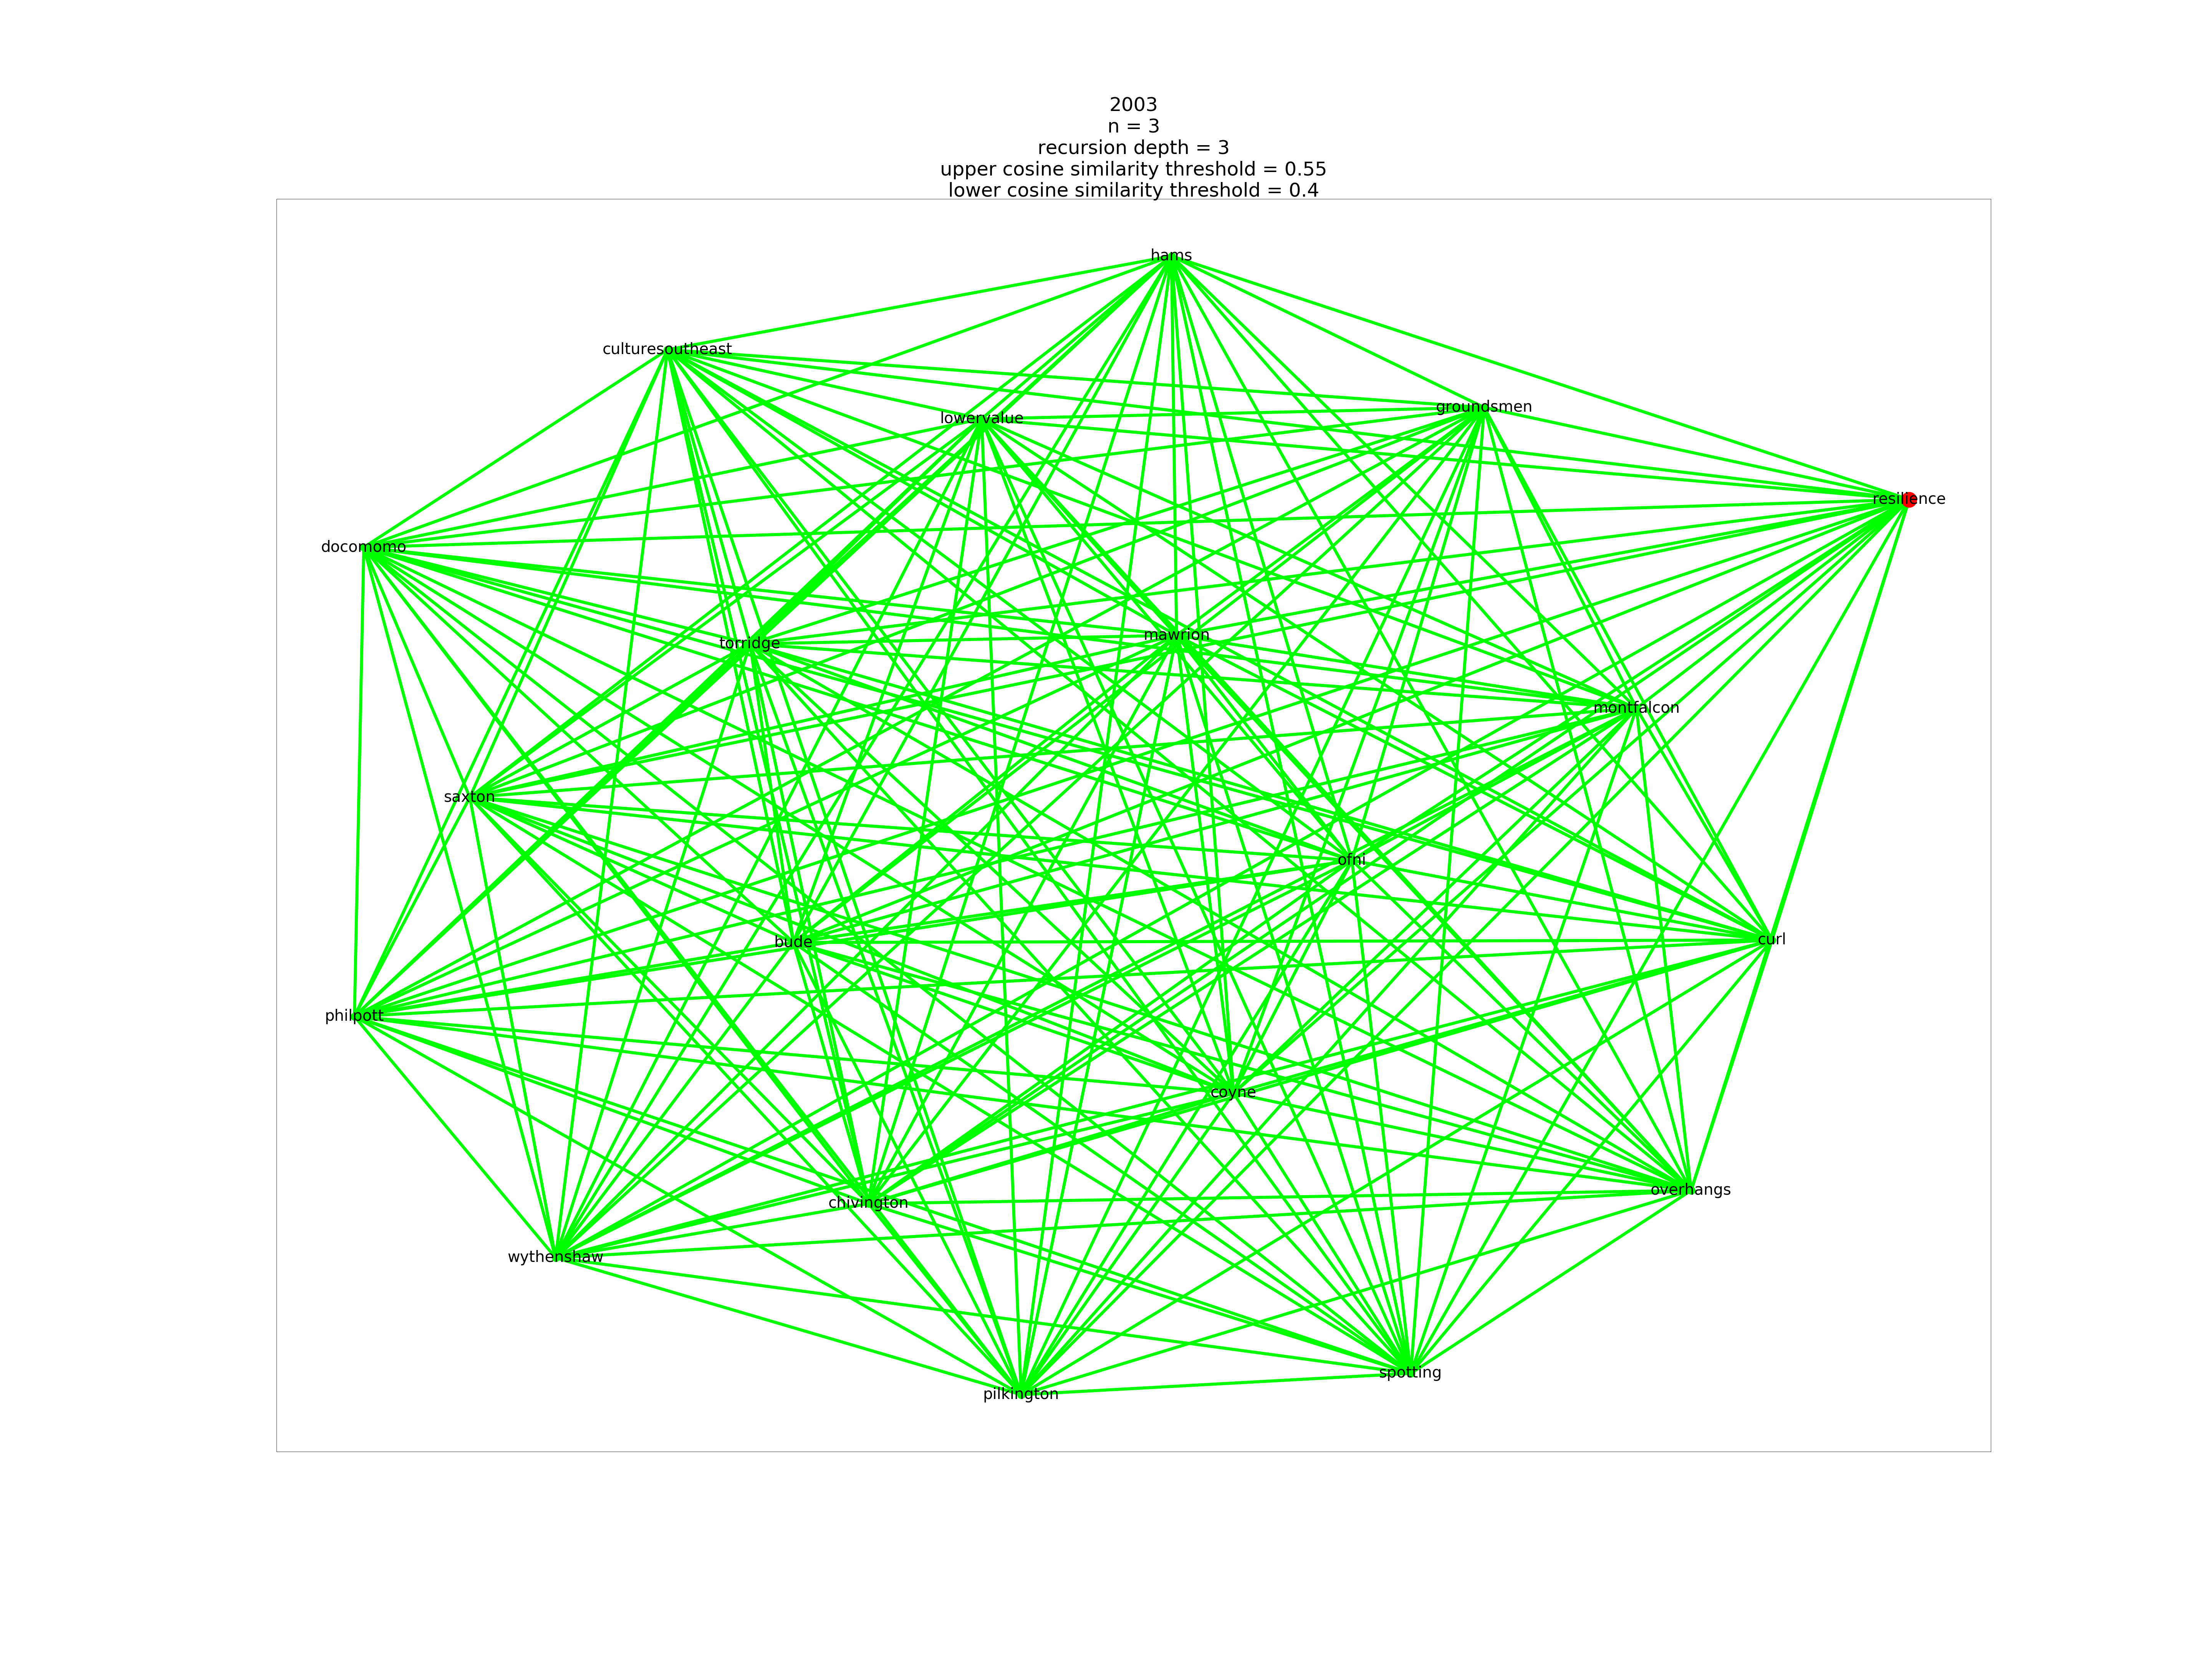 2003
n = 3
recursion depth = 3
upper cosine similarity threshold = 0.55
lower cosine similarity threshold = 0.4
hams
culturesoutheast
groundsmen
lowervalue
resilience
docomomo
mawrion
torridge
montfalcon
saxton
ofni
curl
bude
philpott
coyne
overhangs
chivington
wythenshaw
spotting
pilkington